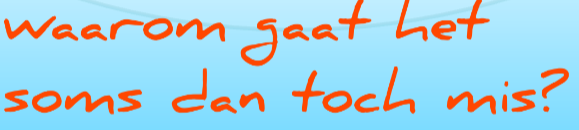 waarom gaat het
soms dan toch mis?